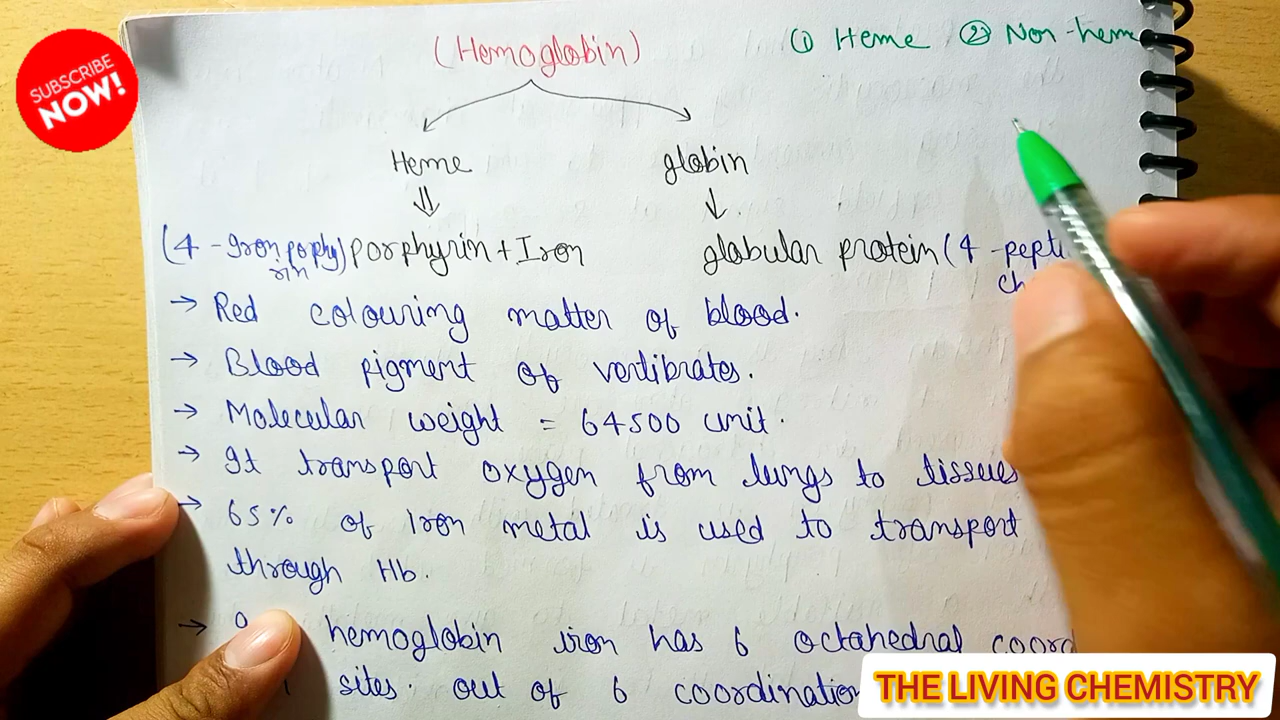 SUBSCRIBE
NOW!
(Hemoglobin)
① Heme ② Non-heme
Heme globin
(4-Iron porphyrin) porphyrin + Iron globular protein (4-pepti
ch
→ Red colouring matter of blood.
→ Blood pigment of vertibrates.
→ Molecular weight = 64500 unit.
→ It transport oxygen from lungs to tissues
→ 65% of Iron metal is used to transport
through Hb.
→ hemoglobin iron has 6 octahedral coord
sites. out of 6 coordination
THE LIVING CHEMISTRY